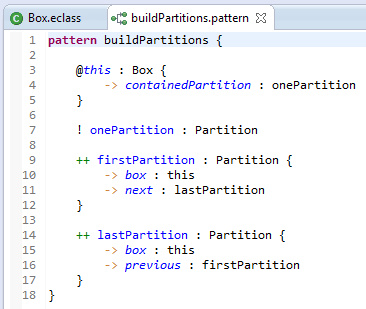 Box.eclass buildPartitions.pattern
1 pattern buildPartitions {
2
3 @this : Box {
4 -> containedPartition : onePartition
5 }
6
7 ! onePartition : Partition
8
9 ++ firstPartition : Partition {
10 -> box : this
11 -> next : lastPartition
12 }
13
14 ++ lastPartition : Partition {
15 -> box : this
16 -> previous : firstPartition
17 }
18 }